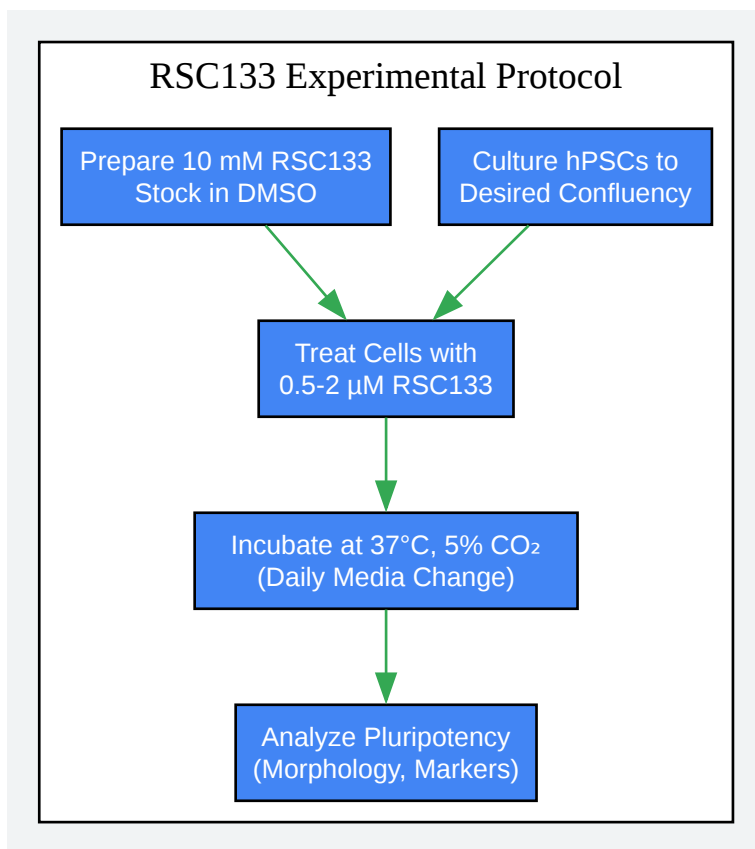 RSC133 Experimental Protocol
Prepare 10 mM RSC133
Stock in DMSO
Culture hPSCs to
Desired Confluency
Treat Cells with
0.5-2 µM RSC133
Incubate at 37°C, 5% CO₂
(Daily Media Change)
Analyze Pluripotency
(Morphology, Markers)